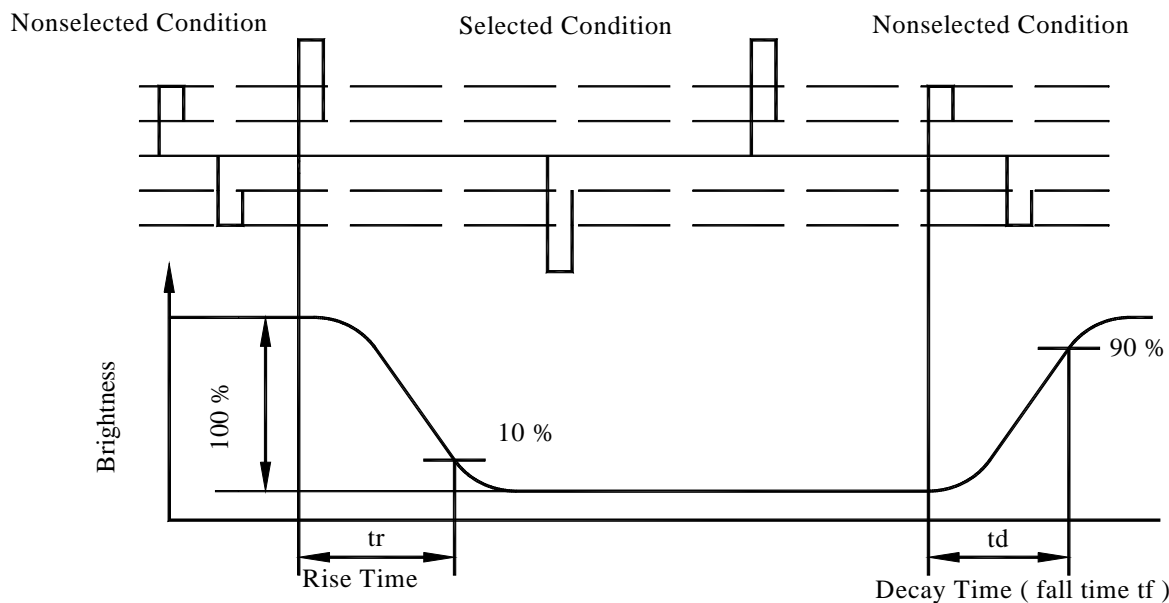 Nonselected Condition
Selected Condition
Nonselected Condition
Brightness
100 %
10 %
90 %
tr
Rise Time
td
Decay Time ( fall time tf )